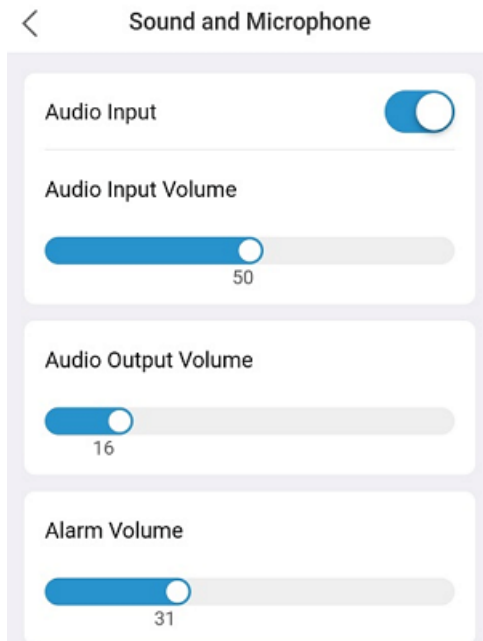 Sound and Microphone
Audio Input
Audio Input Volume
50
Audio Output Volume
16
Alarm Volume
31